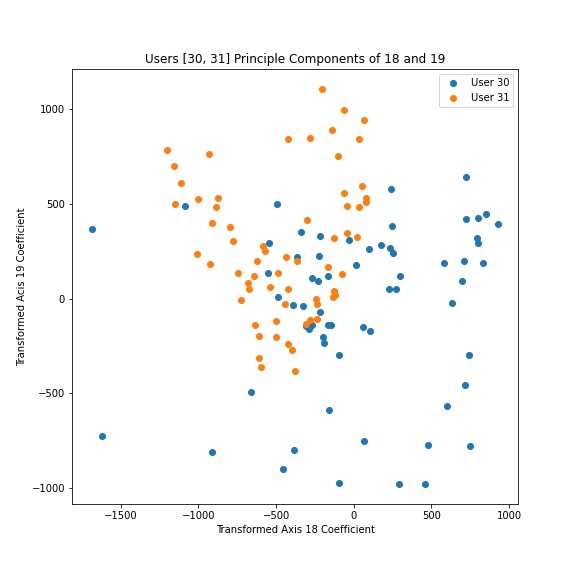 Users [30, 31] Principle Components of 18 and 19
User 30
User 31
1000
500
0
−500
−1000
Transformed Acis 19 Coefficient
−1500
−1000
−500
0
500
1000
Transformed Axis 18 Coefficient